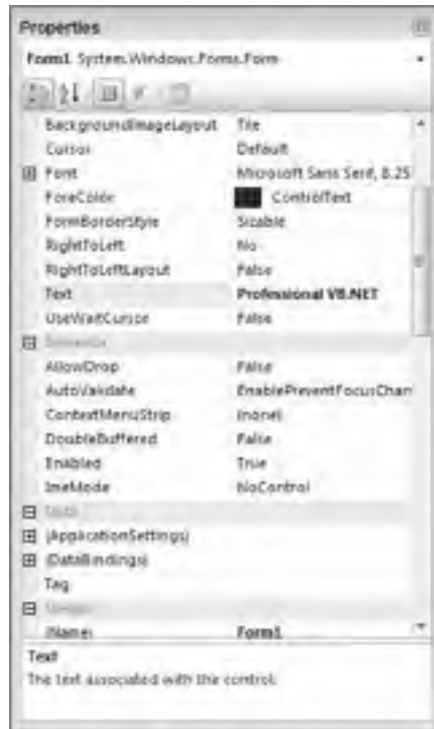 Properties
Form1 System.Windows.Forms.Form
BackgroundImageLayout Tile
Cursor Default
Font Microsoft Sans Serif, 8.25
ForeColor ControlText
FormBorderStyle Sizable
RightToLeft No
RightToLeftLayout False
Text Professional VB.NET
UseWaitCursor False
AllowDrop False
AutoValidate EnablePreventFocusChan
ContextMenuStrip (none)
DoubleBuffered False
Enabled True
ImeMode NoControl
Data
(ApplicationSettings)
(DataBindings)
Tag
Design
(Name) Form1
Text
The text associated with the control.